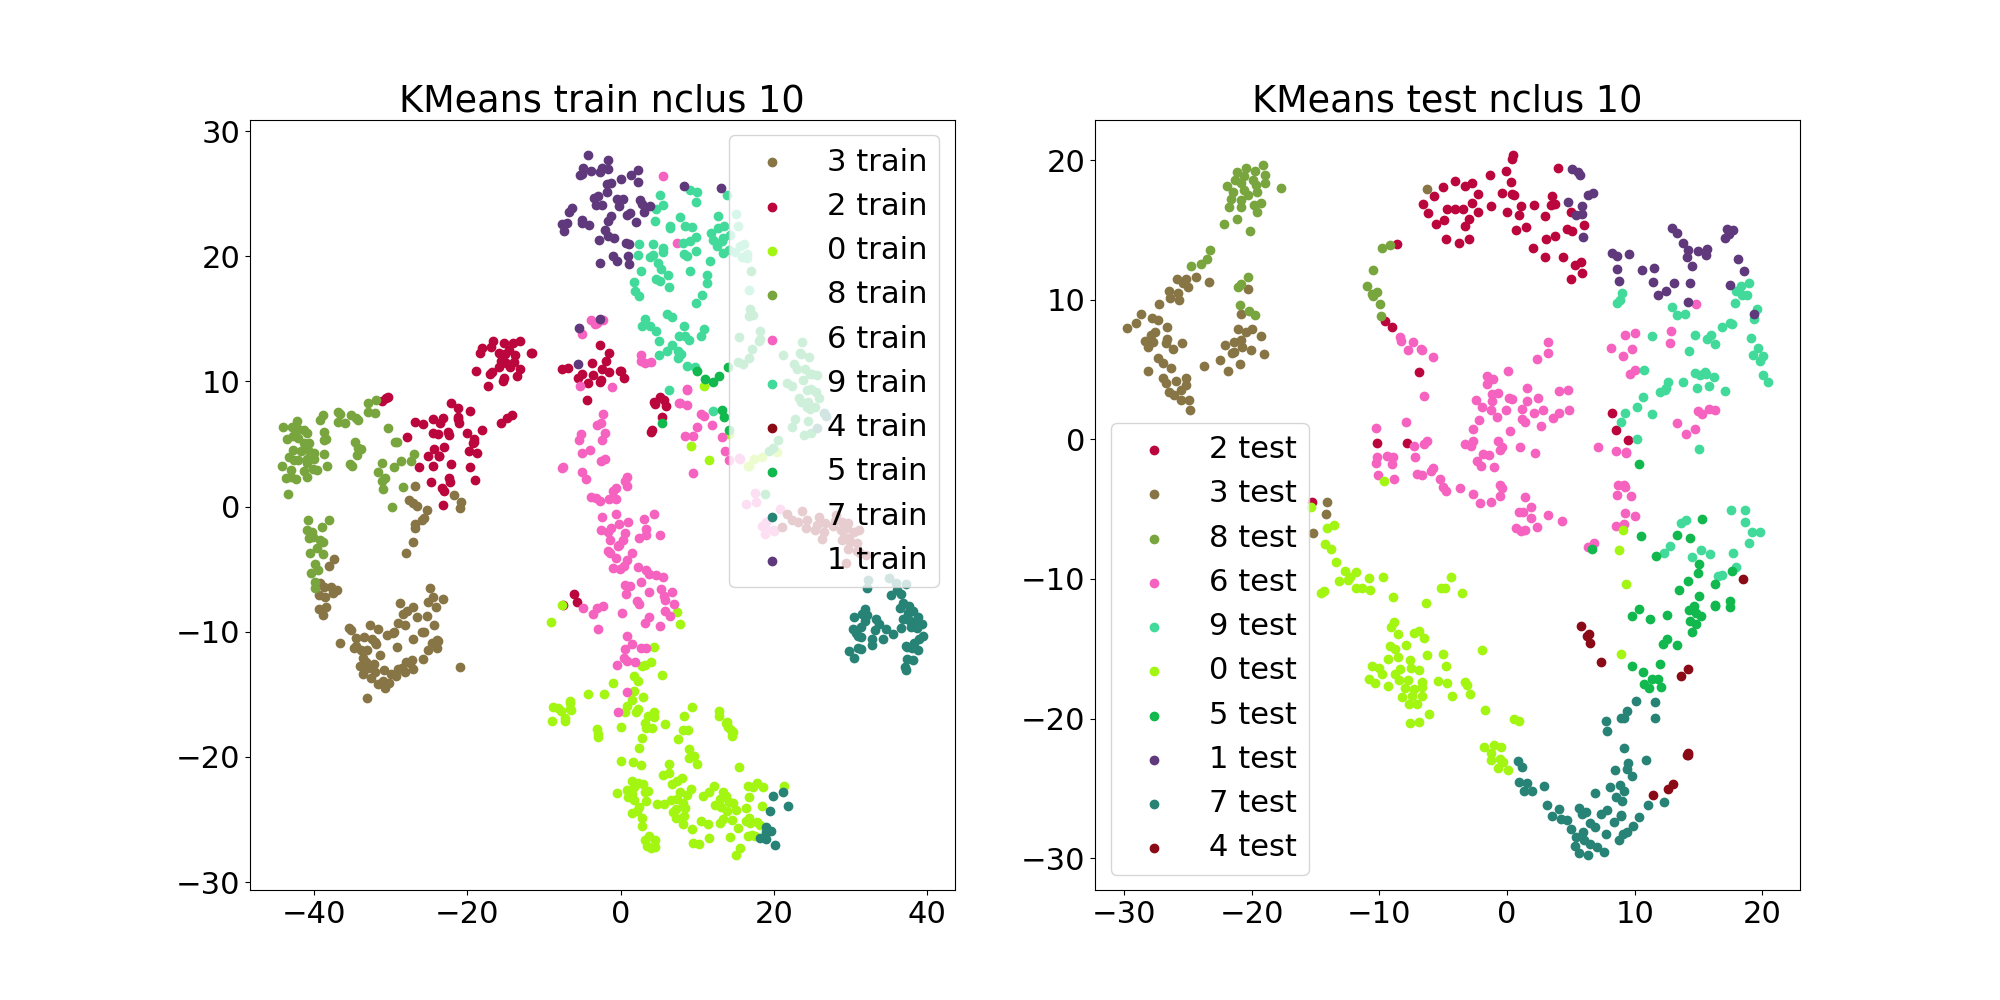 KMeans train nclus 10
30
20
10
0
−10
−20
−30
−40
−20
0
20
40
3 train
2 train
0 train
8 train
6 train
9 train
4 train
5 train
7 train
1 train
KMeans test nclus 10
20
10
0
−10
−20
−30
−30
−20
−10
0
10
20
2 test
3 test
8 test
6 test
9 test
0 test
5 test
1 test
7 test
4 test